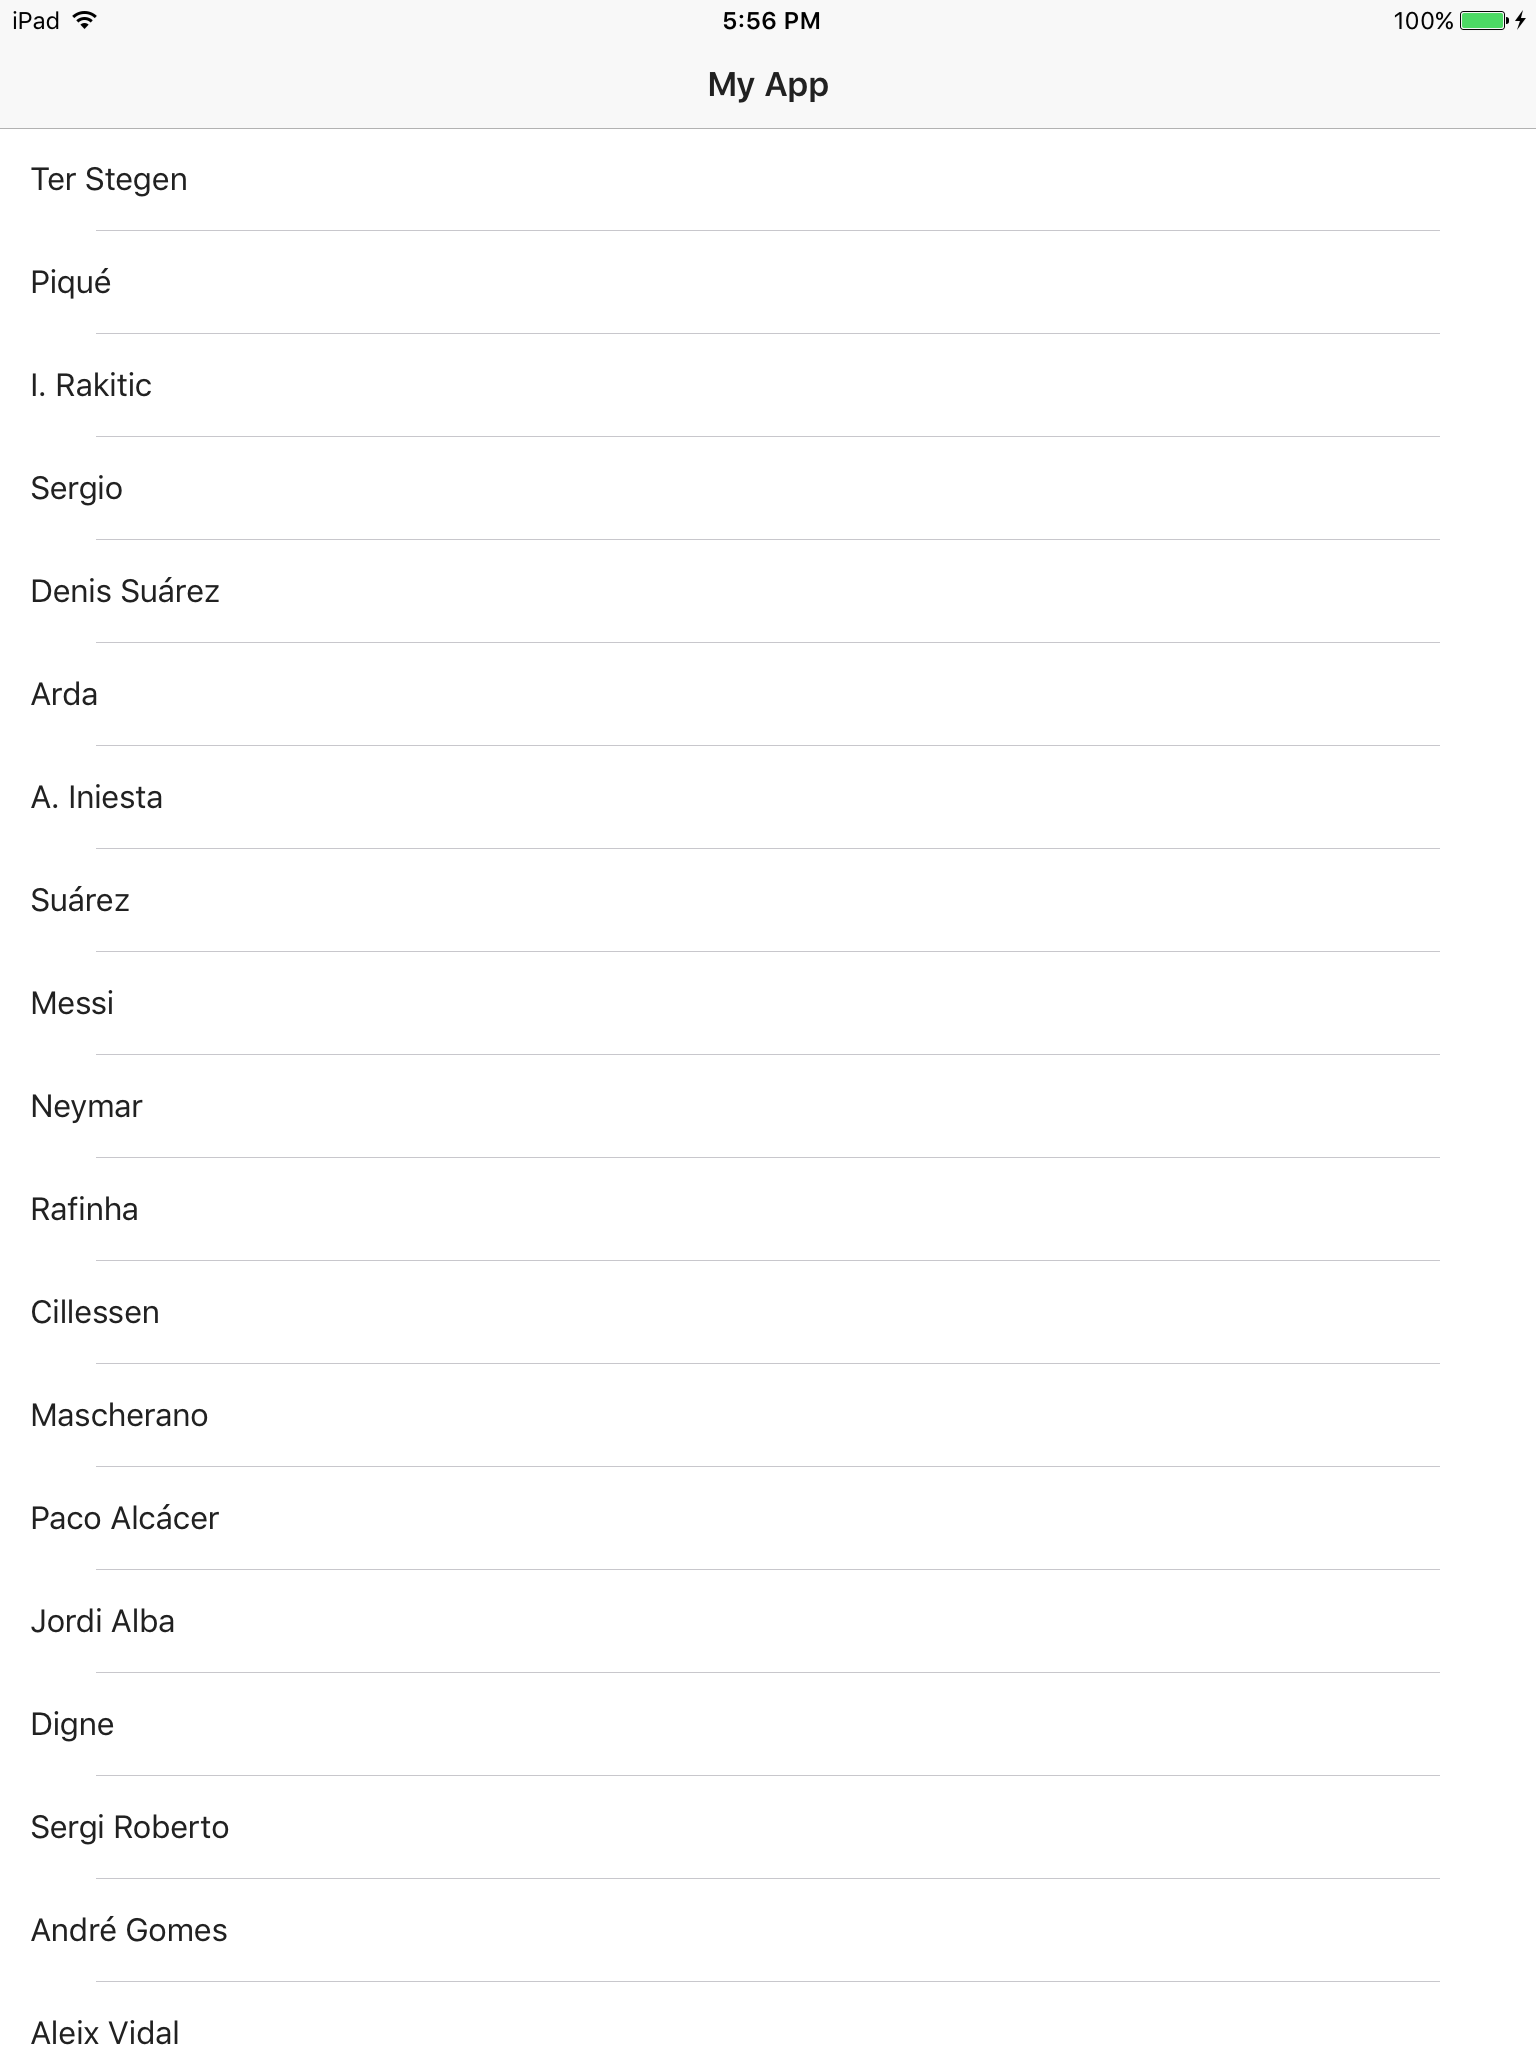 iPad 5:56 PM 100%
My App
Ter Stegen
Piqué
I. Rakitic
Sergio
Denis Suárez
Arda
A. Iniesta
Suárez
Messi
Neymar
Rafinha
Cillessen
Mascherano
Paco Alcácer
Jordi Alba
Digne
Sergi Roberto
André Gomes
Aleix Vidal